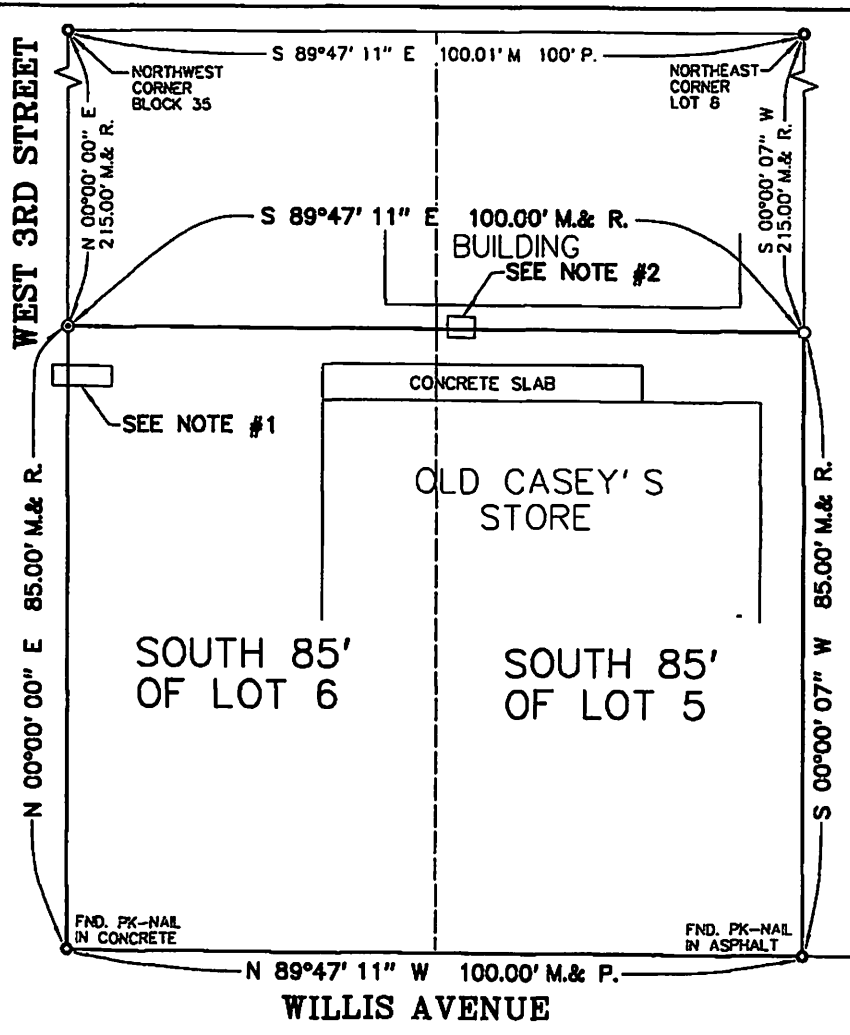 WEST 3RD STREET
S 89°47' 11" E 100.01' M 100' P.
NORTHWEST
CORNER
BLOCK 35
NORTHEAST
CORNER
LOT 8
N 00°00' 00" E
215.00' M.& R.
S 00°00' 07" W
215.00' M.& R.
S 89°47' 11" E 100.00' M.& R.
BUILDING
SEE NOTE #2
CONCRETE SLAB
SEE NOTE #1
OLD CASEY'S
STORE
N 00°00' 00" E 85.00' M.& R.
S 00°00' 07" W 85.00' M.& R.
SOUTH 85'
OF LOT 6
SOUTH 85'
OF LOT 5
FND. PK-NAIL
IN CONCRETE
FND. PK-NAIL
IN ASPHALT
N 89°47' 11" W 100.00' M.& P.
WILLIS AVENUE